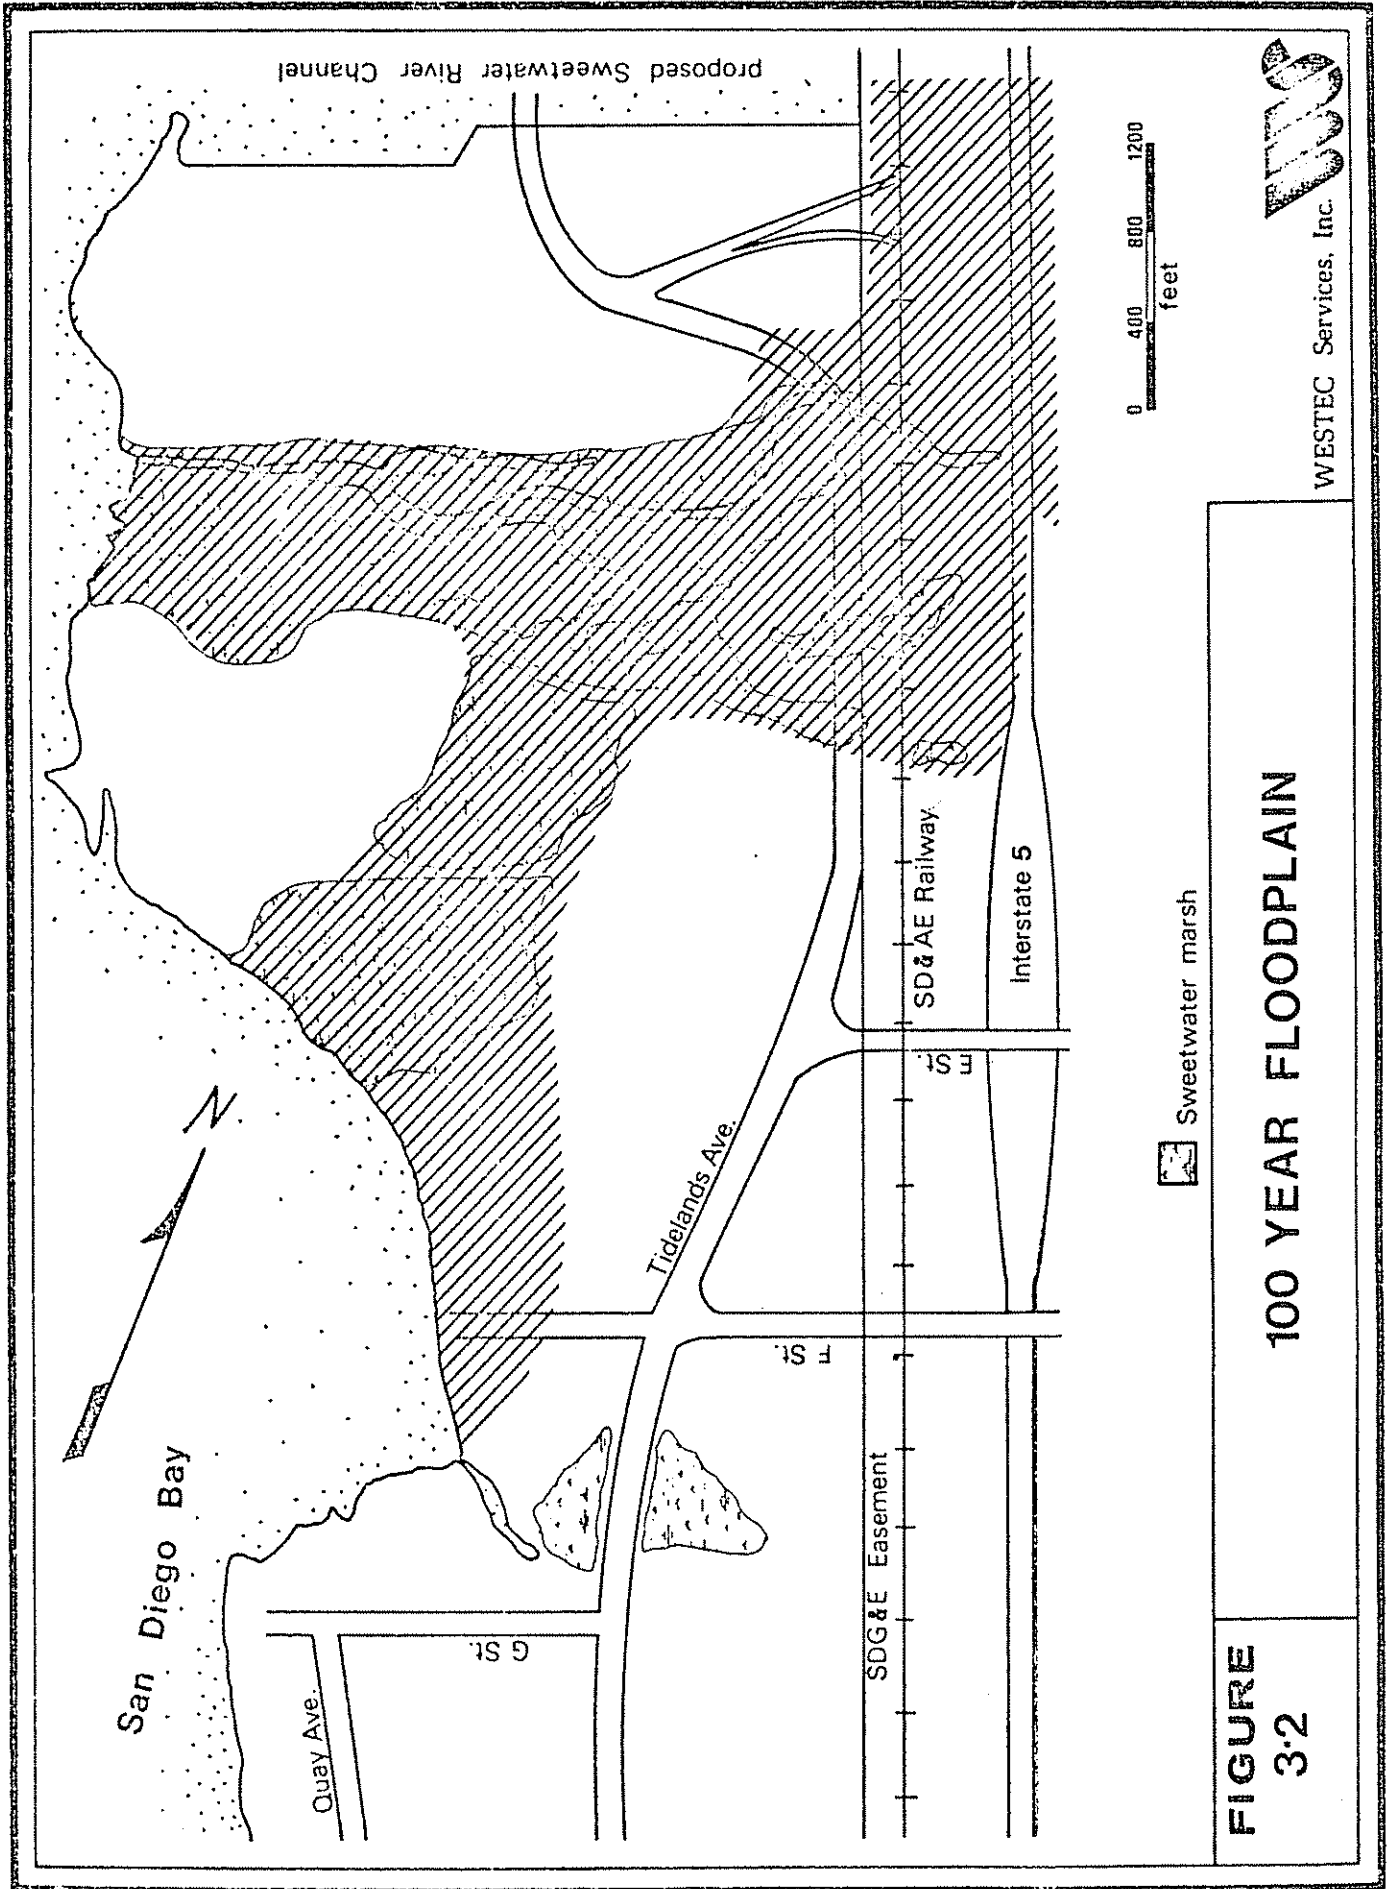 San Diego Bay
N
proposed Sweetwater River Channel
Quay Ave.
G St.
Tidelands Ave.
F St.
E St.
SDG & E Easement
SD & AE Railway
Interstate 5
0 400 800 1200
feet
Sweetwater marsh
FIGURE
3-2
100 YEAR FLOODPLAIN
WESTEC Services, Inc.